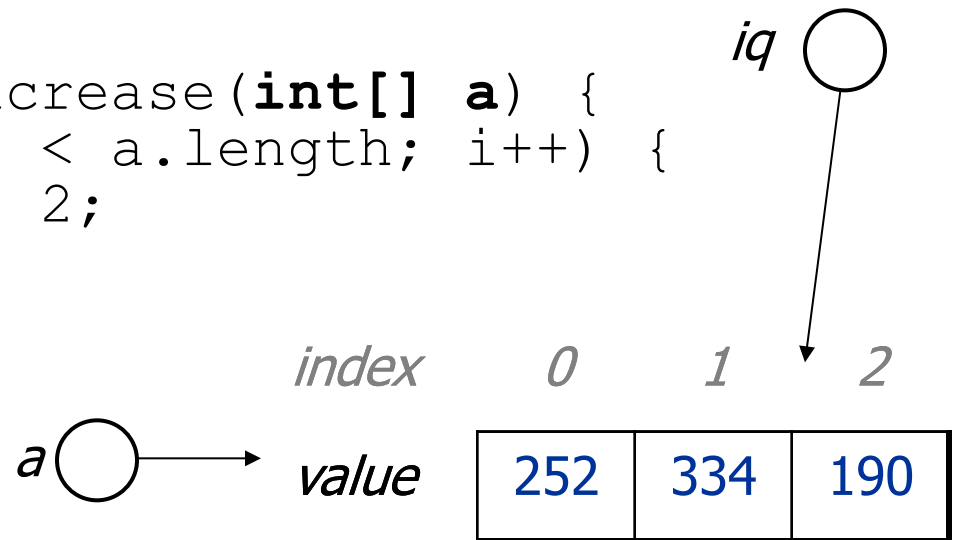 iq
crease(int[] a) {
< a.length; i++) {
2;
index 0 1 2
a value 252 334 190